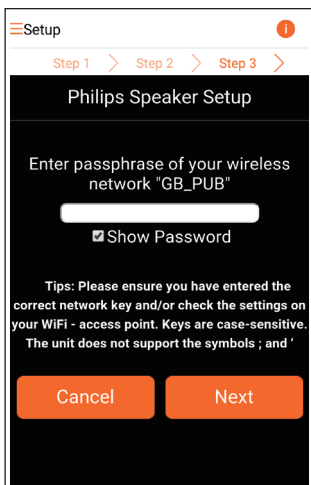 Setup
i
Step 1 Step 2 Step 3
Philips Speaker Setup
Enter passphrase of your wireless
network "GB_PUB"
Show Password
Tips: Please ensure you have entered the
correct network key and/or check the settings on
your WiFi - access point. Keys are case-sensitive.
The unit does not support the symbols ; and ‘
Cancel Next